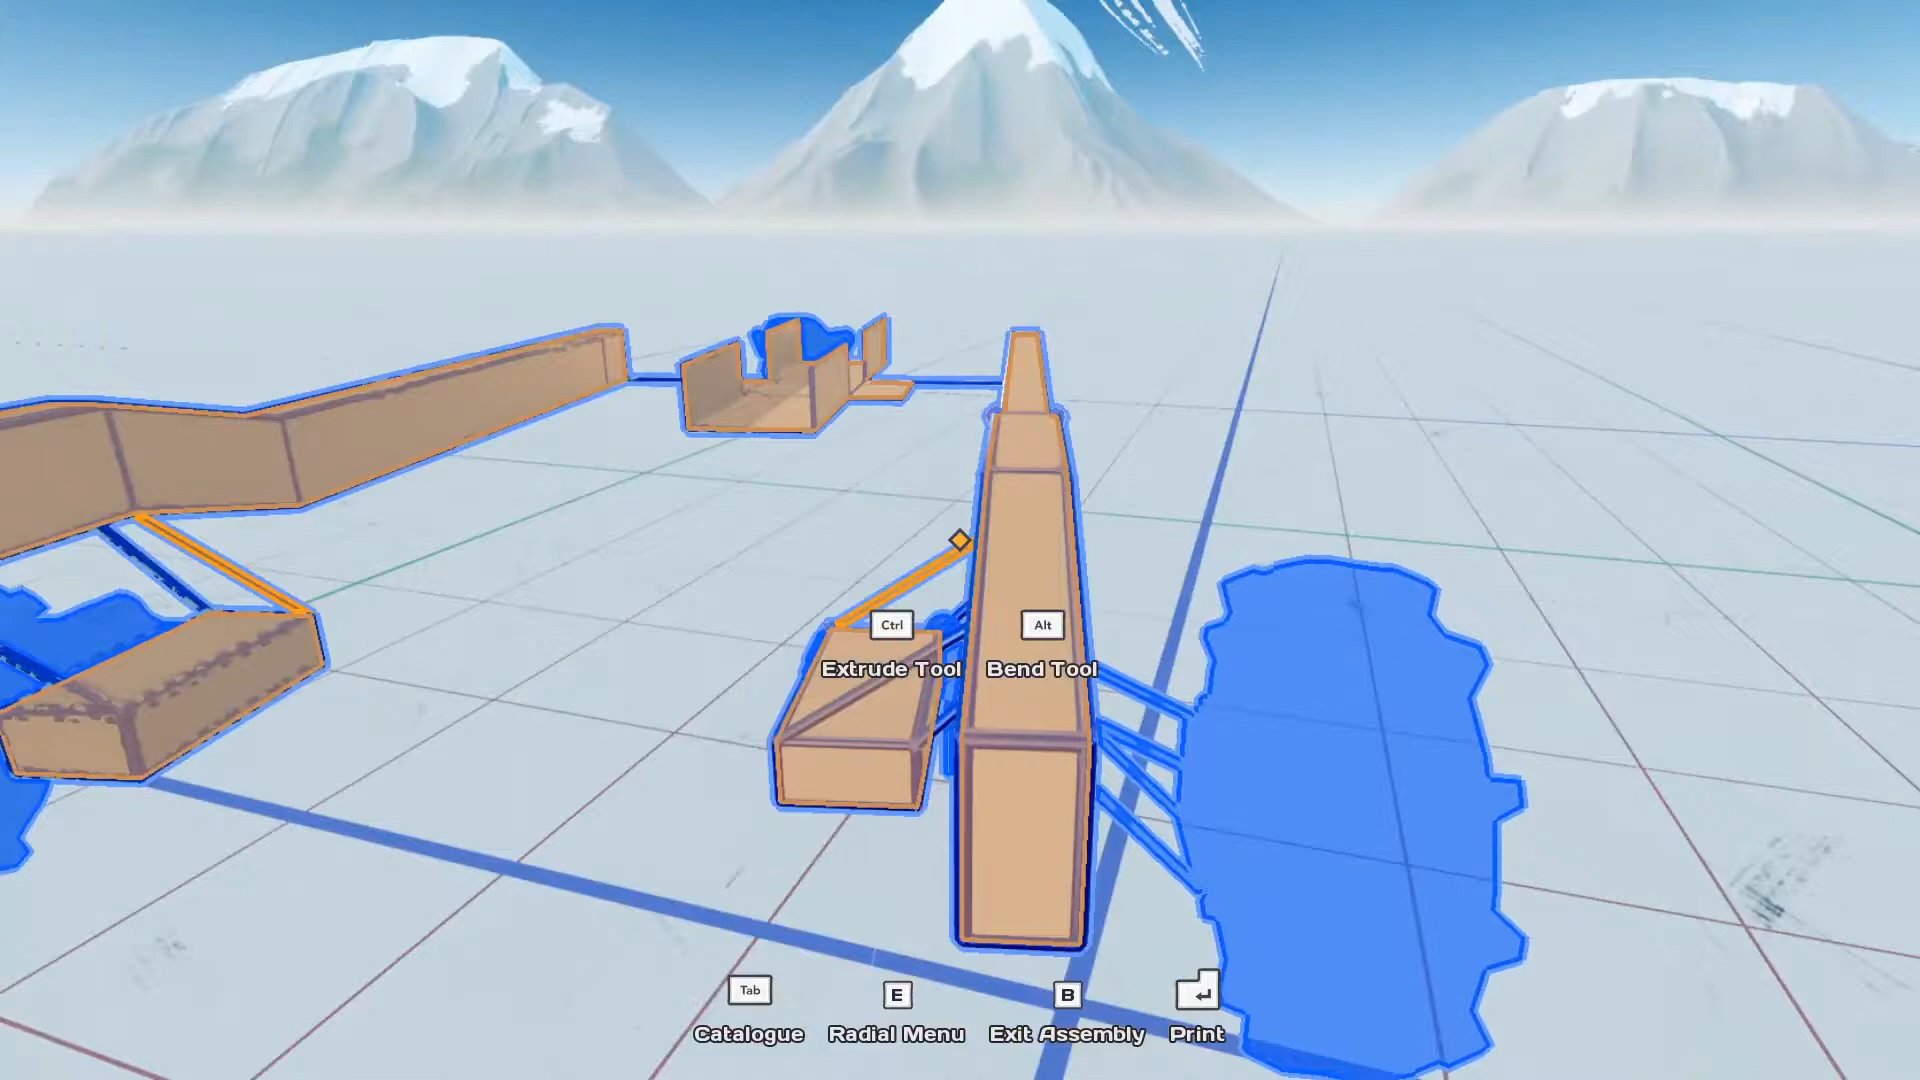 Ctrl Alt
Extrude Tool Bend Tool
Tab E B
Catalogue Radial Menu Exit Assembly Print